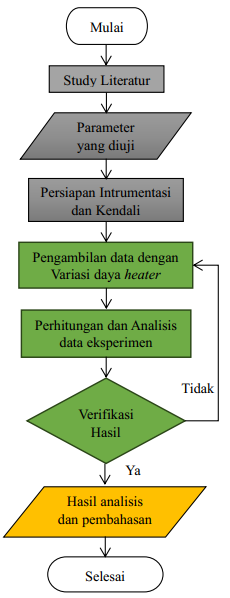 Mulai
Study Literatur
Parameter
yang diuji
Persiapan Intrumentasi
dan Kendali
Pengambilan data dengan
Variasi daya heater
Perhitungan dan Analisis
data eksperimen
Tidak
Verifikasi
Hasil
Ya
Hasil analisis
dan pembahasan
Selesai